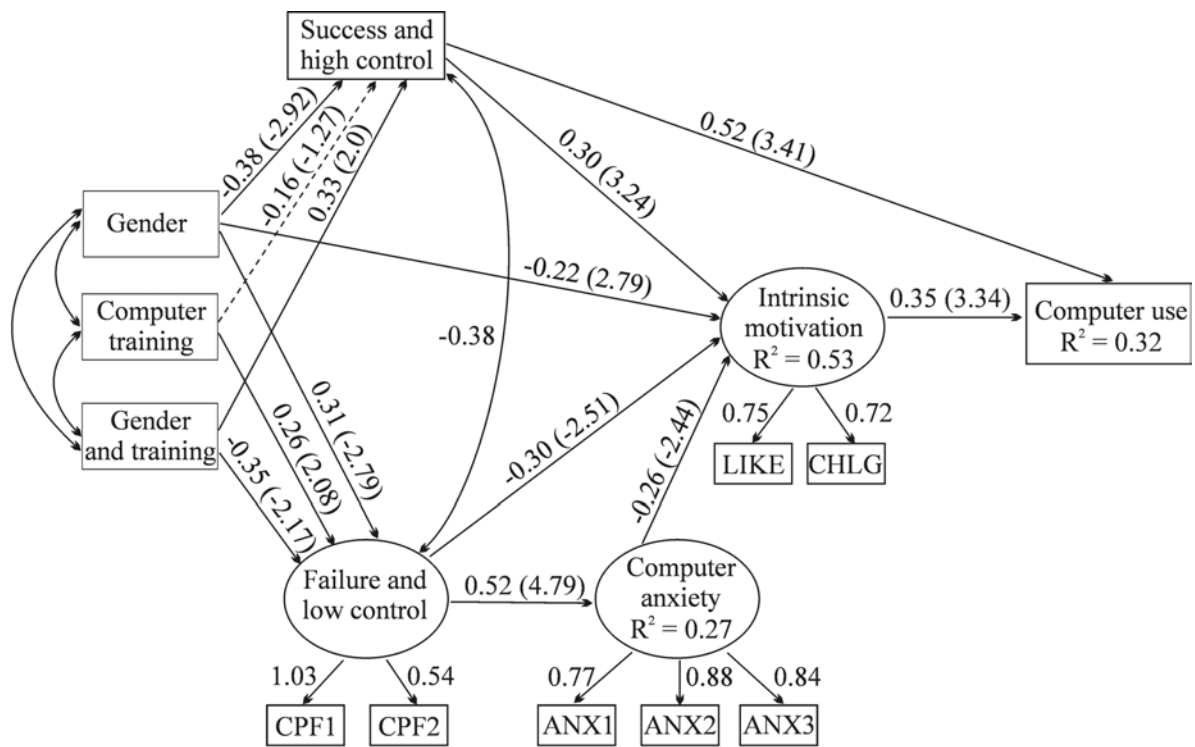 Success and
high control
-0.38 (-2.92)
-0.16 (-1.27)
0.33 (2.0)
0.52 (3.41)
0.30 (3.24)
Gender
-0.22 (2.79)
Computer
training
Intrinsic
motivation
R² = 0.53
0.35 (3.34)
Computer use
R² = 0.32
-0.38
Gender
and training
0.31 (-2.79)
0.26 (2.08)
-0.35 (-2.17)
-0.30 (-2.51)
-0.26 (-2.44)
0.75
0.72
LIKE
CHLG
Failure and
low control
0.52 (4.79)
Computer
anxiety
R² = 0.27
1.03
0.54
0.77
0.88
0.84
CPF1
CPF2
ANX1
ANX2
ANX3